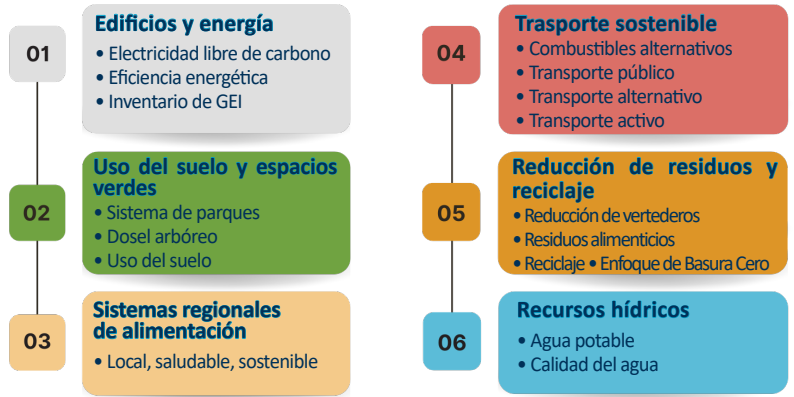 01
Edificios y energía
• Electricidad libre de carbono
• Eficiencia energética
• Inventario de GEI
02
Uso del suelo y espacios
verdes
• Sistema de parques
• Dosel arbóreo
• Uso del suelo
03
Sistemas regionales
de alimentación
• Local, saludable, sostenible
04
Trasporte sostenible
• Combustibles alternativos
• Transporte público
• Transporte alternativo
• Transporte activo
05
Reducción de residuos y
reciclaje
• Reducción de vertederos
• Residuos alimenticios
• Reciclaje • Enfoque de Basura Cero
06
Recursos hídricos
• Agua potable
• Calidad del agua